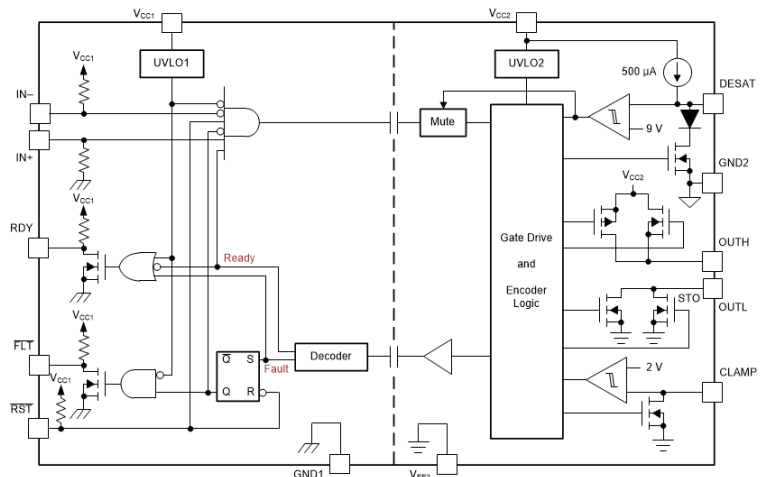 VCC1
VCC2
VCC1
UVLO1
UVLO2
500 µA
DESAT
IN–
Mute
9 V
IN+
GND2
VCC1
VCC2
RDY
Gate Drive
and
Encoder
Logic
Ready
OUTH
OUTL
STO
VCC1
FLT
Q S
Decoder
Fault
2 V
VCC1
Q R
CLAMP
RST
GND1